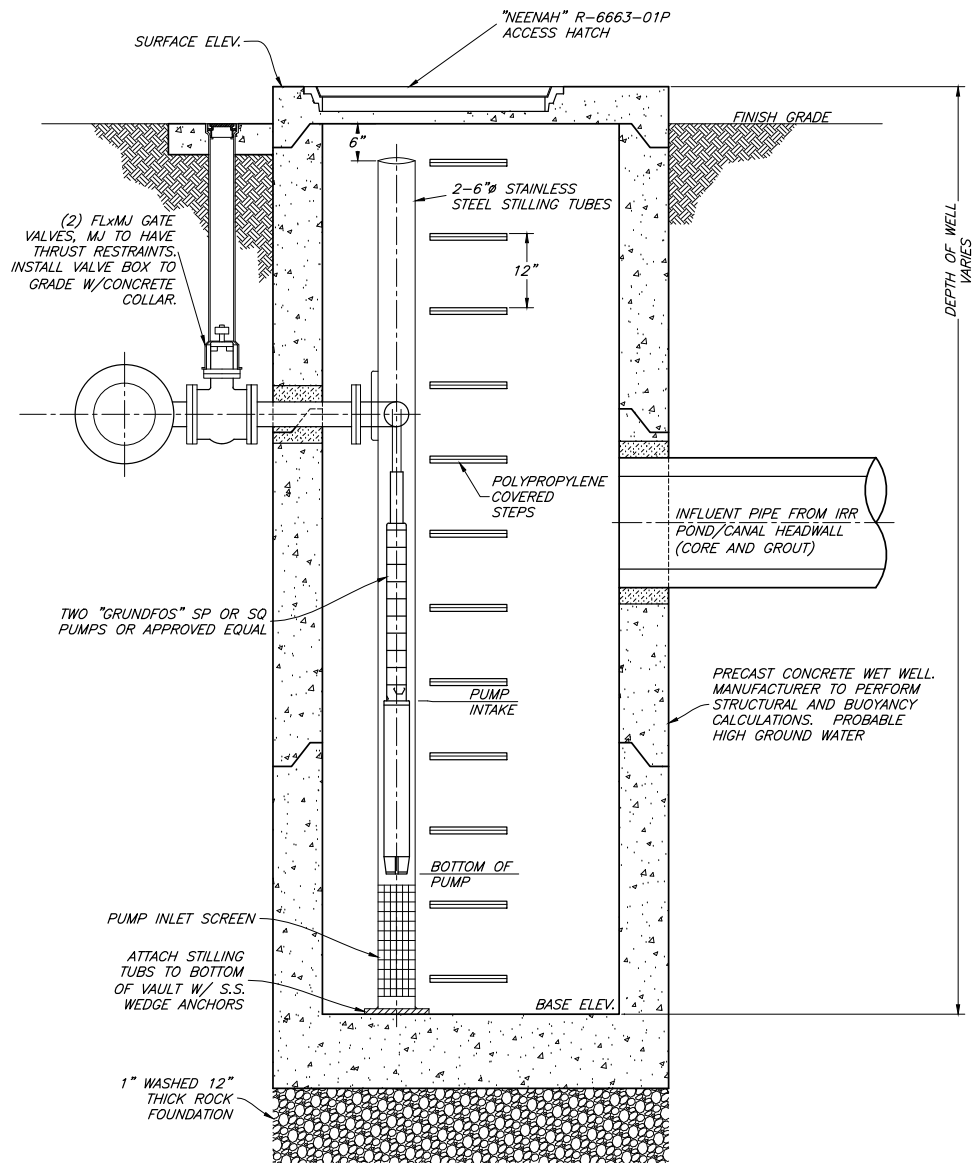 "NEENAH" R-6663-01P
ACCESS HATCH
SURFACE ELEV.
FINISH GRADE
6"
2-6"ø STAINLESS
STEEL STILLING TUBES
(2) FLxMJ GATE
VALVES, MJ TO HAVE
THRUST RESTRAINTS.
INSTALL VALVE BOX TO
GRADE W/CONCRETE
COLLAR.
12"
DEPTH OF WELL
VARIES
POLYPROPYLENE
COVERED
STEPS
INFLUENT PIPE FROM IRR
POND/CANAL HEADWALL
(CORE AND GROUT)
TWO "GRUNDFOS" SP OR SQ
PUMPS OR APPROVED EQUAL
PUMP
INTAKE
PRECAST CONCRETE WET WELL.
MANUFACTURER TO PERFORM
STRUCTURAL AND BUOYANCY
CALCULATIONS. PROBABLE
HIGH GROUND WATER
BOTTOM OF
PUMP
PUMP INLET SCREEN
ATTACH STILLING
TUBS TO BOTTOM
OF VAULT W/ S.S.
WEDGE ANCHORS
BASE ELEV.
1" WASHED 12"
THICK ROCK
FOUNDATION